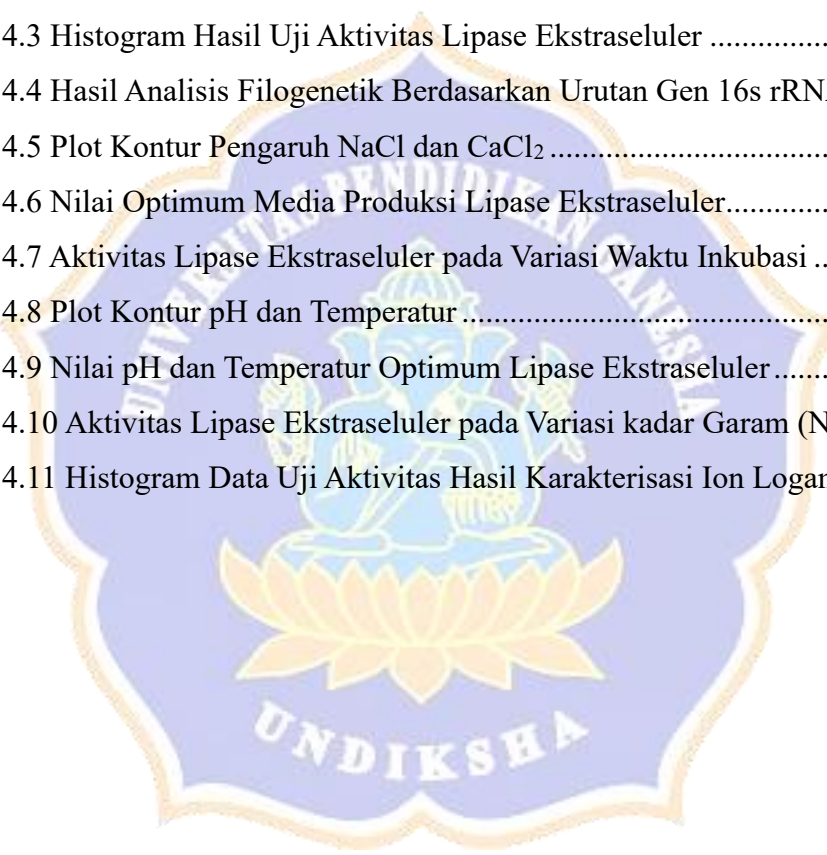 4.3 Histogram Hasil Uji Aktivitas Lipase Ekstraseluler ...............
4.4 Hasil Analisis Filogenetik Berdasarkan Urutan Gen 16s rRN
4.5 Plot Kontur Pengaruh NaCl dan CaCl₂ ...................................
4.6 Nilai Optimum Media Produksi Lipase Ekstraseluler.............
4.7 Aktivitas Lipase Ekstraseluler pada Variasi Waktu Inkubasi ..
4.8 Plot Kontur pH dan Temperatur ..............................................
4.9 Nilai pH dan Temperatur Optimum Lipase Ekstraseluler.......
4.10 Aktivitas Lipase Ekstraseluler pada Variasi kadar Garam (N
4.11 Histogram Data Uji Aktivitas Hasil Karakterisasi Ion Loga
UNIVERSITAS PENDIDIKAN GANESHA
UNDIKSHA